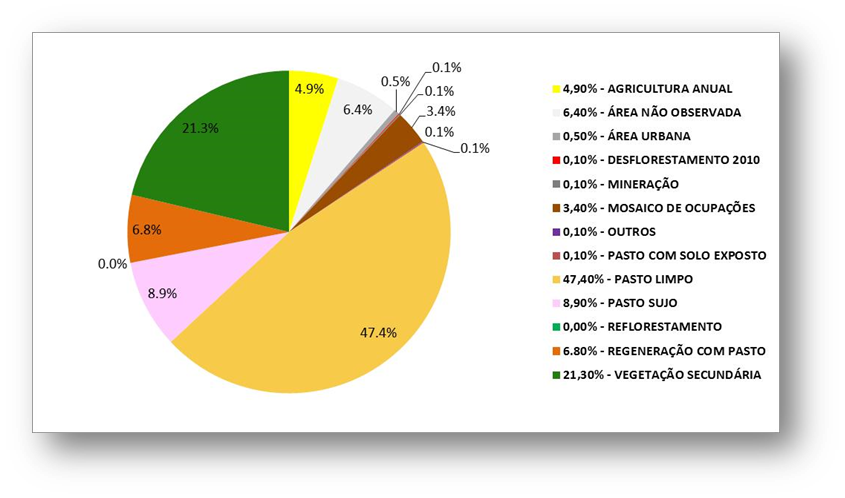 4.9%
6.4%
0.5%
0.1%
0.1%
3.4%
0.1%
0.1%
47.4%
8.9%
0.0%
6.8%
21.3%
4,90% - AGRICULTURA ANUAL
6,40% - ÁREA NÃO OBSERVADA
0,50% - ÁREA URBANA
0,10% - DESFLORESTAMENTO 2010
0,10% - MINERAÇÃO
3,40% - MOSAICO DE OCUPAÇÕES
0,10% - OUTROS
0,10% - PASTO COM SOLO EXPOSTO
47,40% - PASTO LIMPO
8,90% - PASTO SUJO
0,00% - REFLORESTAMENTO
6.80% - REGENERAÇÃO COM PASTO
21,30% - VEGETAÇÃO SECUNDÁRIA